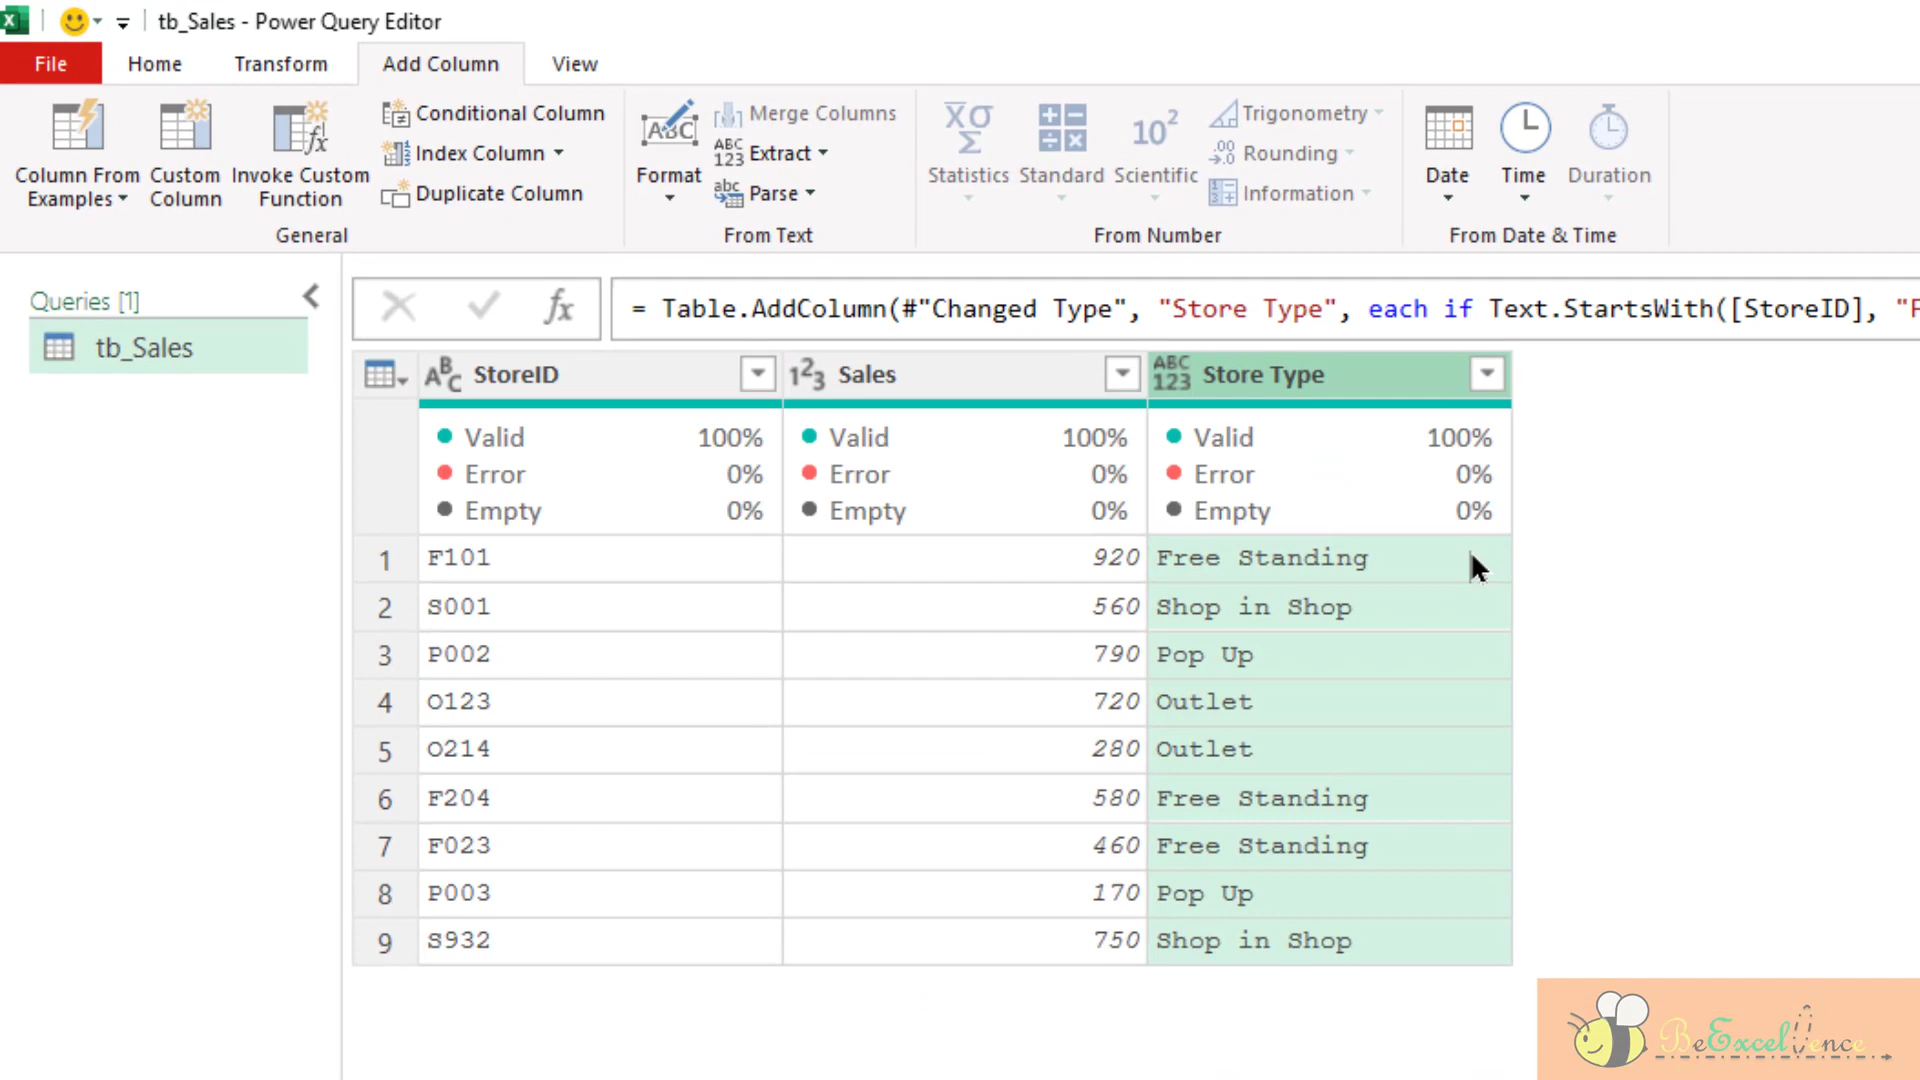 tb_Sales - Power Query Editor
File Home Transform Add Column View
Column From Examples
Custom Column
Invoke Custom Function
Conditional Column
Index Column
Duplicate Column
General
Format
Merge Columns
Extract
Parse
From Text
Statistics
Standard
Scientific
Trigonometry
Rounding
Information
From Number
Date
Time
Duration
From Date & Time
Queries [1]
tb_Sales
fx = Table.AddColumn(#"Changed Type", "Store Type", each if Text.StartsWith([StoreID], "F
ABC StoreID 123 Sales ABC123 Store Type
Valid 100% Valid 100% Valid 100%
Error 0% Error 0% Error 0%
Empty 0% Empty 0% Empty 0%
1 F101 920 Free Standing
2 S001 560 Shop in Shop
3 P002 790 Pop Up
4 O123 720 Outlet
5 O214 280 Outlet
6 F204 580 Free Standing
7 F023 460 Free Standing
8 P003 170 Pop Up
9 S932 750 Shop in Shop